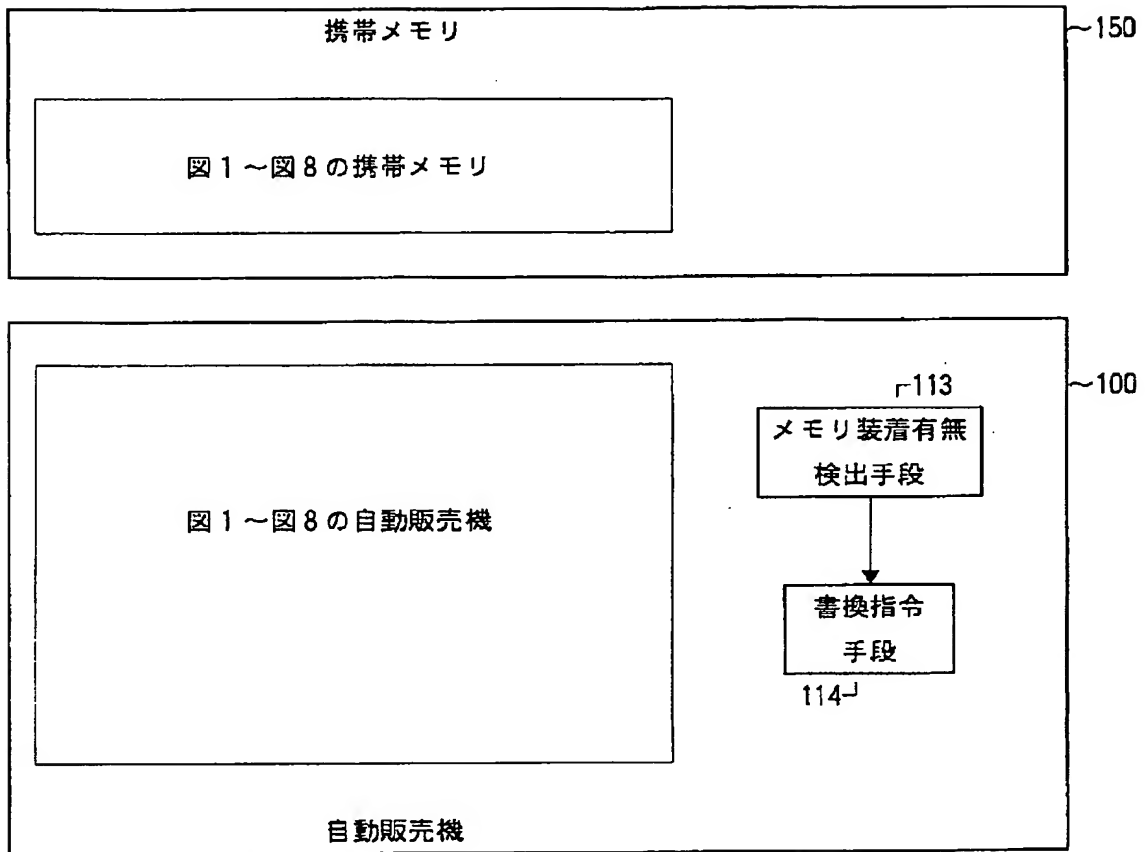 携帯メモリ
~150
図1~図8の携帯メモリ
~100
113
メモリ装着有無
検出手段
図1~図8の自動販売機
書換指令
手段
114
自動販売機